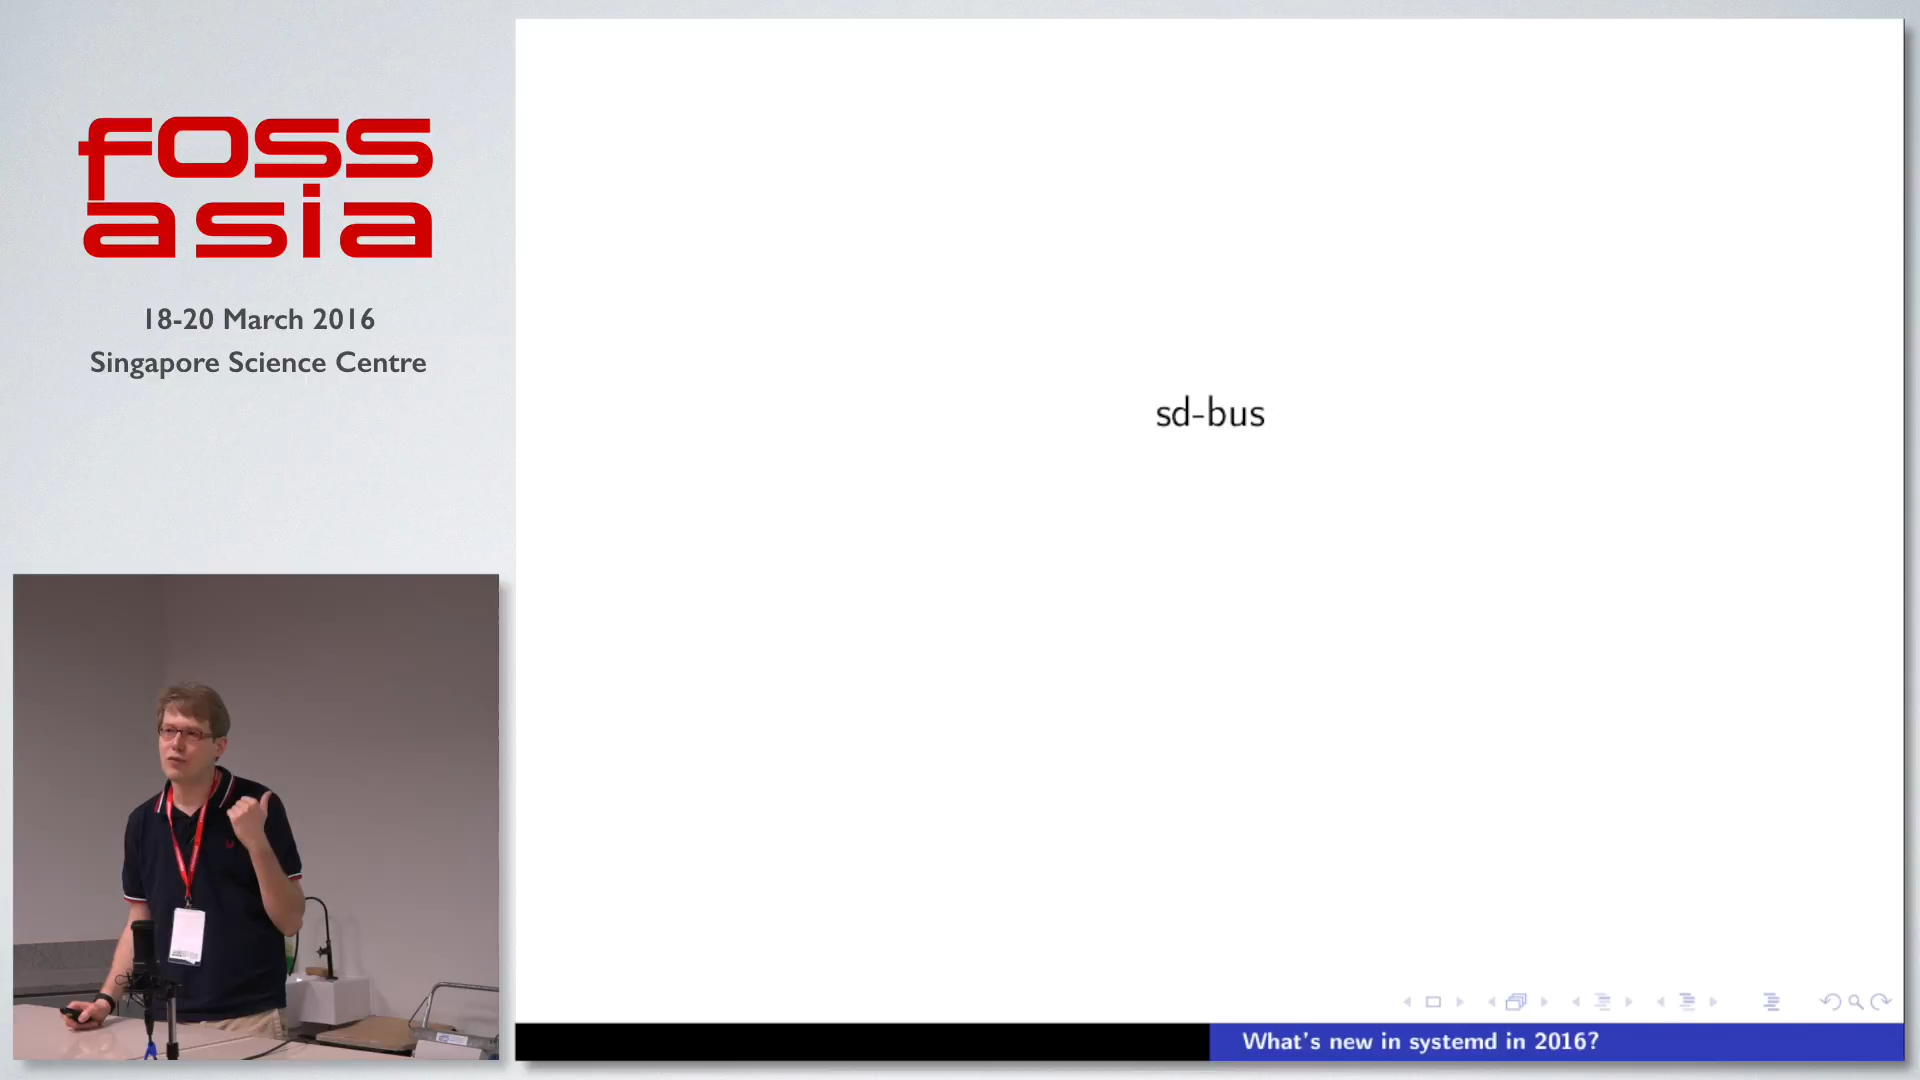 foss
asia
18-20 March 2016
Singapore Science Centre
sd-bus
What's new in systemd in 2016?